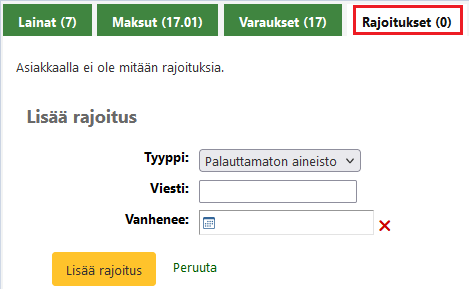 Lainat (7) Maksut (17.01) Varaukset (17) Rajoitukset (0)
Asiakkaalla ei ole mitään rajoituksia.
Lisää rajoitus
Tyyppi: Palauttamaton aineisto
Viesti:
Vanhenee:
Lisää rajoitus Peruuta